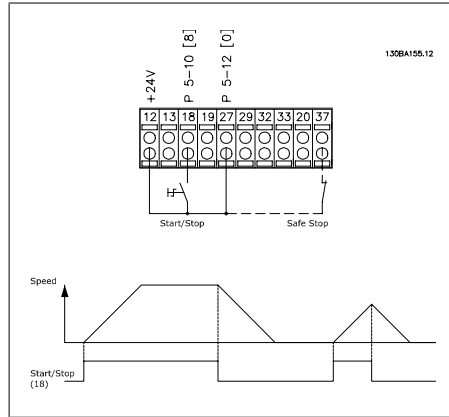 130BA155.12
+24V
P 5-10 [8]
P 5-12 [0]
12 13 18 19 27 29 32 33 20 37
Start/Stop
Safe Stop
Speed
Start/Stop
(18)